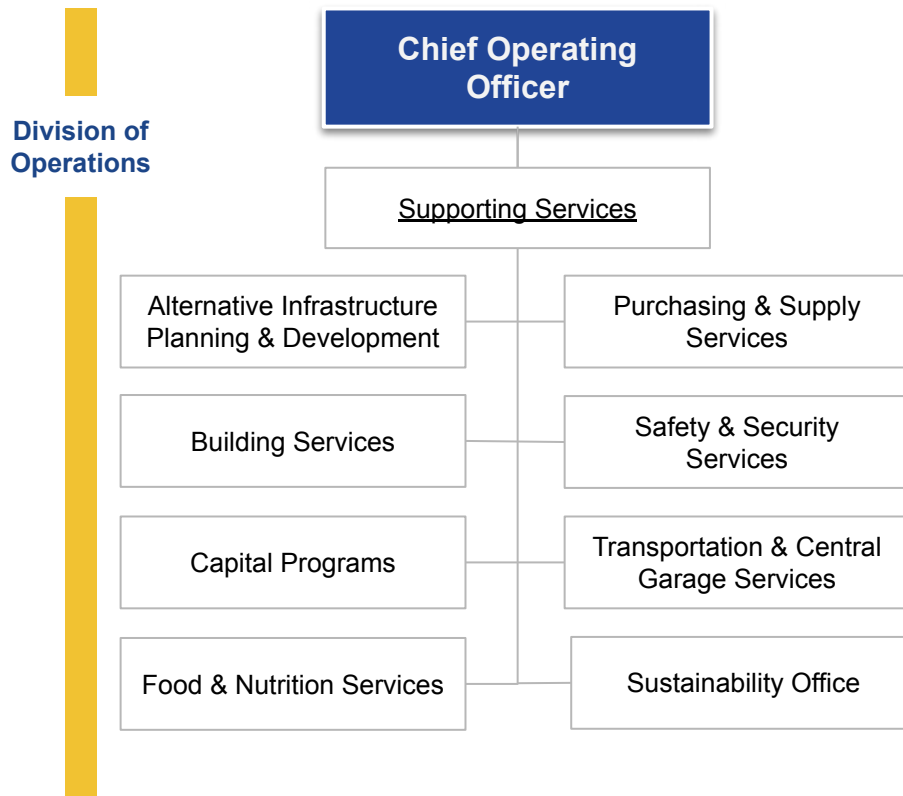 Chief Operating
Officer
Division of
Operations
Supporting Services
Alternative Infrastructure
Planning & Development
Purchasing & Supply
Services
Building Services
Safety & Security
Services
Capital Programs
Transportation & Central
Garage Services
Food & Nutrition Services
Sustainability Office